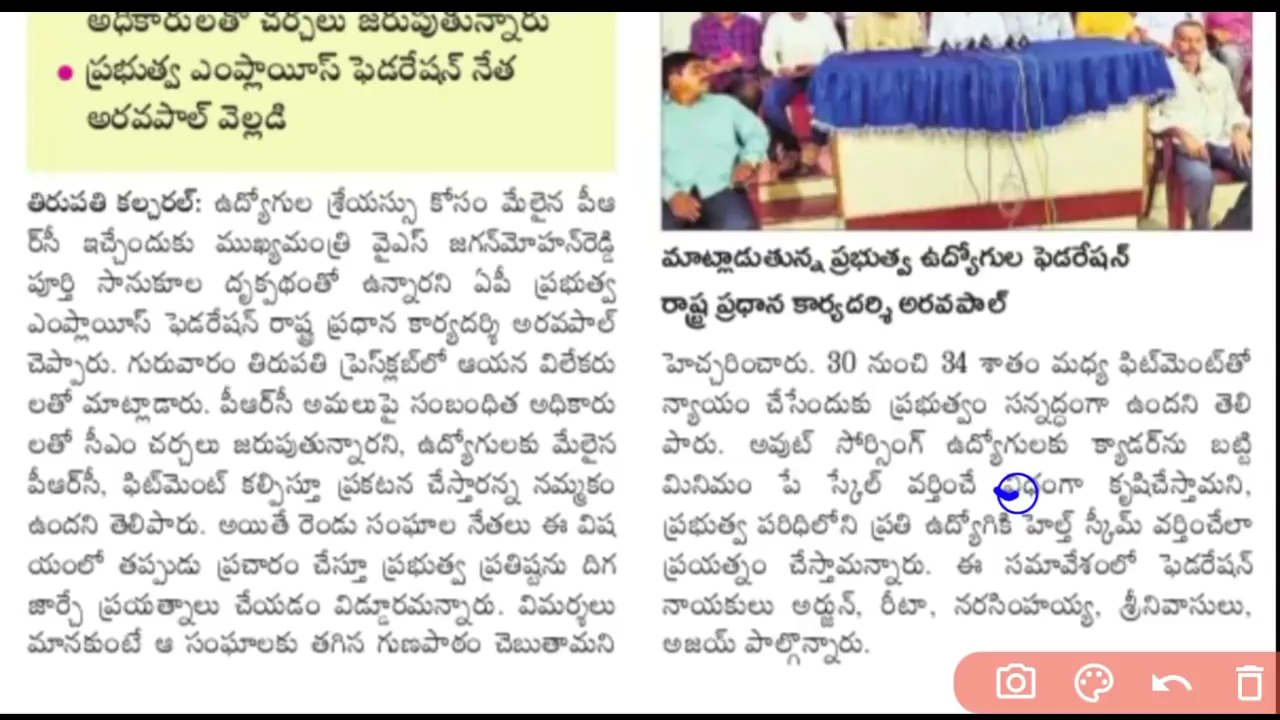 అధికారులతో చర్చలు జరుపుతున్నారు
• ప్రభుత్వ ఎంప్లాయీస్ ఫెడరేషన్ నేత
అరవపాల్ వెల్లడి
తిరుపతి కల్చరల్: ఉద్యోగుల శ్రేయస్సు కోసం మేలైన పీఆ
ర్‌సీ ఇచ్చేందుకు ముఖ్యమంత్రి వైఎస్ జగన్‌మోహన్‌రెడ్డి
పూర్తి సానుకూల దృక్పథంతో ఉన్నారని ఏపీ ప్రభుత్వ
ఎంప్లాయీస్ ఫెడరేషన్ రాష్ట్ర ప్రధాన కార్యదర్శి అరవపాల్
చెప్పారు. గురువారం తిరుపతి ప్రెస్‌క్లబ్‌లో ఆయన విలేకరు
లతో మాట్లాడారు. పీఆర్‌సీ అమలుపై సంబంధిత అధికారు
లతో సీఎం చర్చలు జరుపుతున్నారని, ఉద్యోగులకు మేలైన
పీఆర్‌సీ, ఫిట్‌మెంట్ కల్పిస్తూ ప్రకటన చేస్తారన్న నమ్మకం
ఉందని తెలిపారు. అయితే రెండు సంఘాల నేతలు ఈ విష
యంలో తప్పుడు ప్రచారం చేస్తూ ప్రభుత్వ ప్రతిష్టను దిగ
జార్చే ప్రయత్నాలు చేయడం విడ్డూరమన్నారు. విమర్శలు
మానకుంటే ఆ సంఘాలకు తగిన గుణపాఠం చెబుతామని
మాట్లాడుతున్న ప్రభుత్వ ఉద్యోగుల ఫెడరేషన్
రాష్ట్ర ప్రధాన కార్యదర్శి అరవపాల్
హెచ్చరించారు. 30 నుంచి 34 శాతం మధ్య ఫిట్‌మెంట్‌తో
న్యాయం చేసేందుకు ప్రభుత్వం సన్నద్ధంగా ఉందని తెలి
పారు. అవుట్ సోర్సింగ్ ఉద్యోగులకు క్యాడర్‌ను బట్టి
మినిమం పే స్కేల్ వర్తించే విధంగా కృషిచేస్తామని,
ప్రభుత్వ పరిధిలోని ప్రతి ఉద్యోగికి హెల్త్ స్కీమ్ వర్తించేలా
ప్రయత్నం చేస్తామన్నారు. ఈ సమావేశంలో ఫెడరేషన్
నాయకులు అర్జున్, రీటా, నరసింహయ్య, శ్రీనివాసులు,
అజయ్ పాల్గొన్నారు.